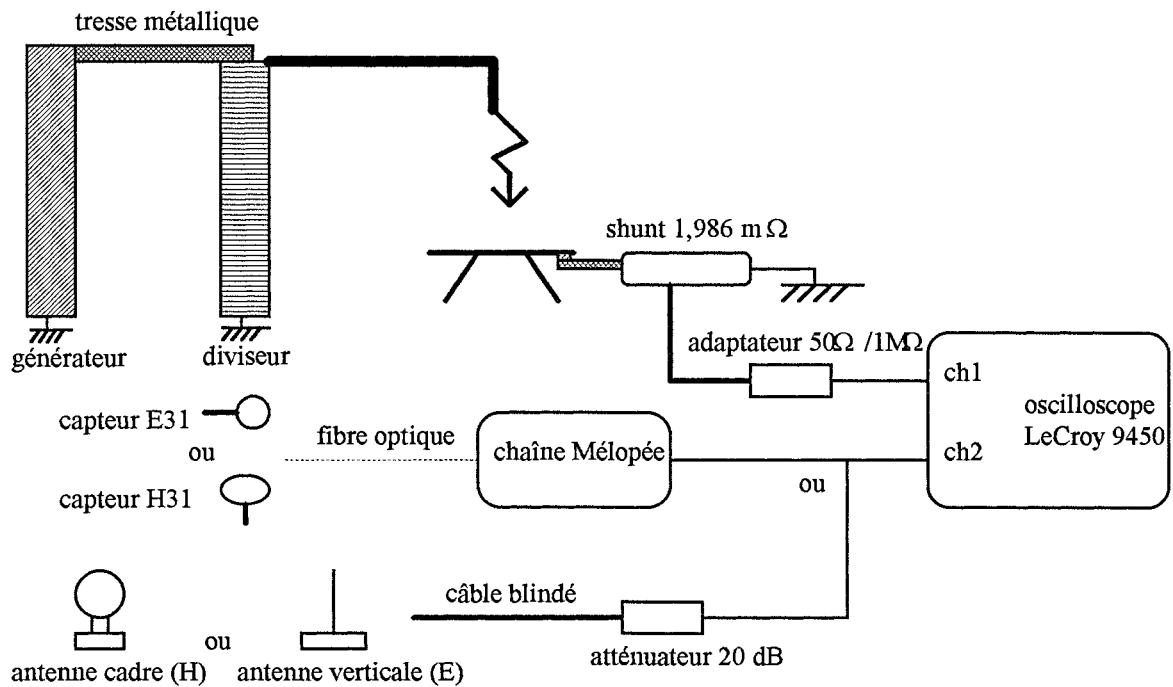 tresse métallique
shunt 1,986 mΩ
générateur
diviseur
adaptateur 50Ω /1MΩ
ch1
oscilloscope
LeCroy 9450
capteur E31
ou
fibre optique
chaîne Mélopée
ch2
ou
capteur H31
câble blindé
ou
atténuateur 20 dB
antenne cadre (H)
antenne verticale (E)